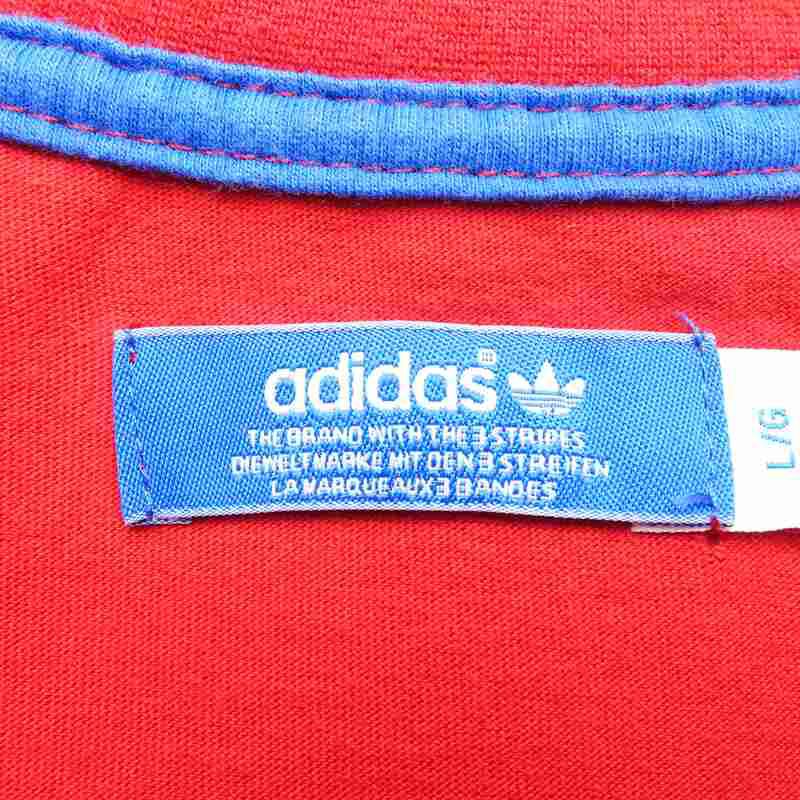 adidas
THE BRAND WITH THE 3 STRIPES
DIE WELTMARKE MIT DEN 3 STREIFEN
LA MARQUE AUX 3 BANDES
L/G